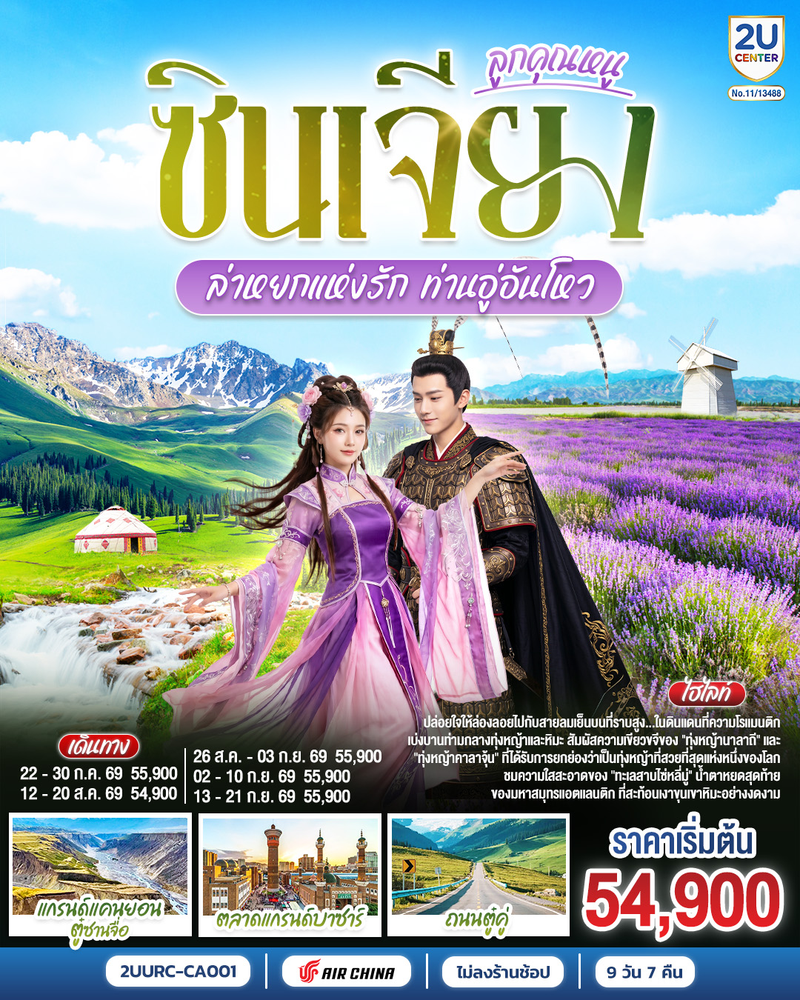 2U
CENTER
No.11/13488
ลูกคุณหนู
ซินเจียง
ล่าหยกแห่งรัก ท่านอู่อันโหว
ไฮไลท์
ปล่อยใจให้ล่องลอยไปกับสายลมเย็นบนที่ราบสูง...ในดินแดนที่ความโรแมนติก
เบ่งบานท่ามกลางทุ่งหญ้าและหิมะ สัมผัสความเขียวขจีของ "ทุ่งหญ้านาลาถี" และ
"ทุ่งหญ้าคาลาจุ้น" ที่ได้รับการยกย่องว่าเป็นทุ่งหญ้าที่สวยที่สุดแห่งหนึ่งของโลก
ชมความใสสะอาดของ "ทะเลสาบไซ่หลี่มู่" น้ำตาหยดสุดท้าย
ของมหาสมุทรแอตแลนติก ที่สะท้อนเงาขุนเขาหิมะอย่างงดงาม
เดินทาง
22 - 30 ก.ค. 69 55,900
12 - 20 ส.ค. 69 54,900
26 ส.ค. - 03 ก.ย. 69 55,900
02 - 10 ก.ย. 69 55,900
13 - 21 ก.ย. 69 55,900
แกรนด์แคนยอน
ตู๋ซานจื่อ
ตลาดแกรนด์บาซาร์
ถนนตู๋คู่
ราคาเริ่มต้น
54,900
2UURC-CA001
AIR CHINA
ไม่ลงร้านช้อป
9 วัน 7 คืน